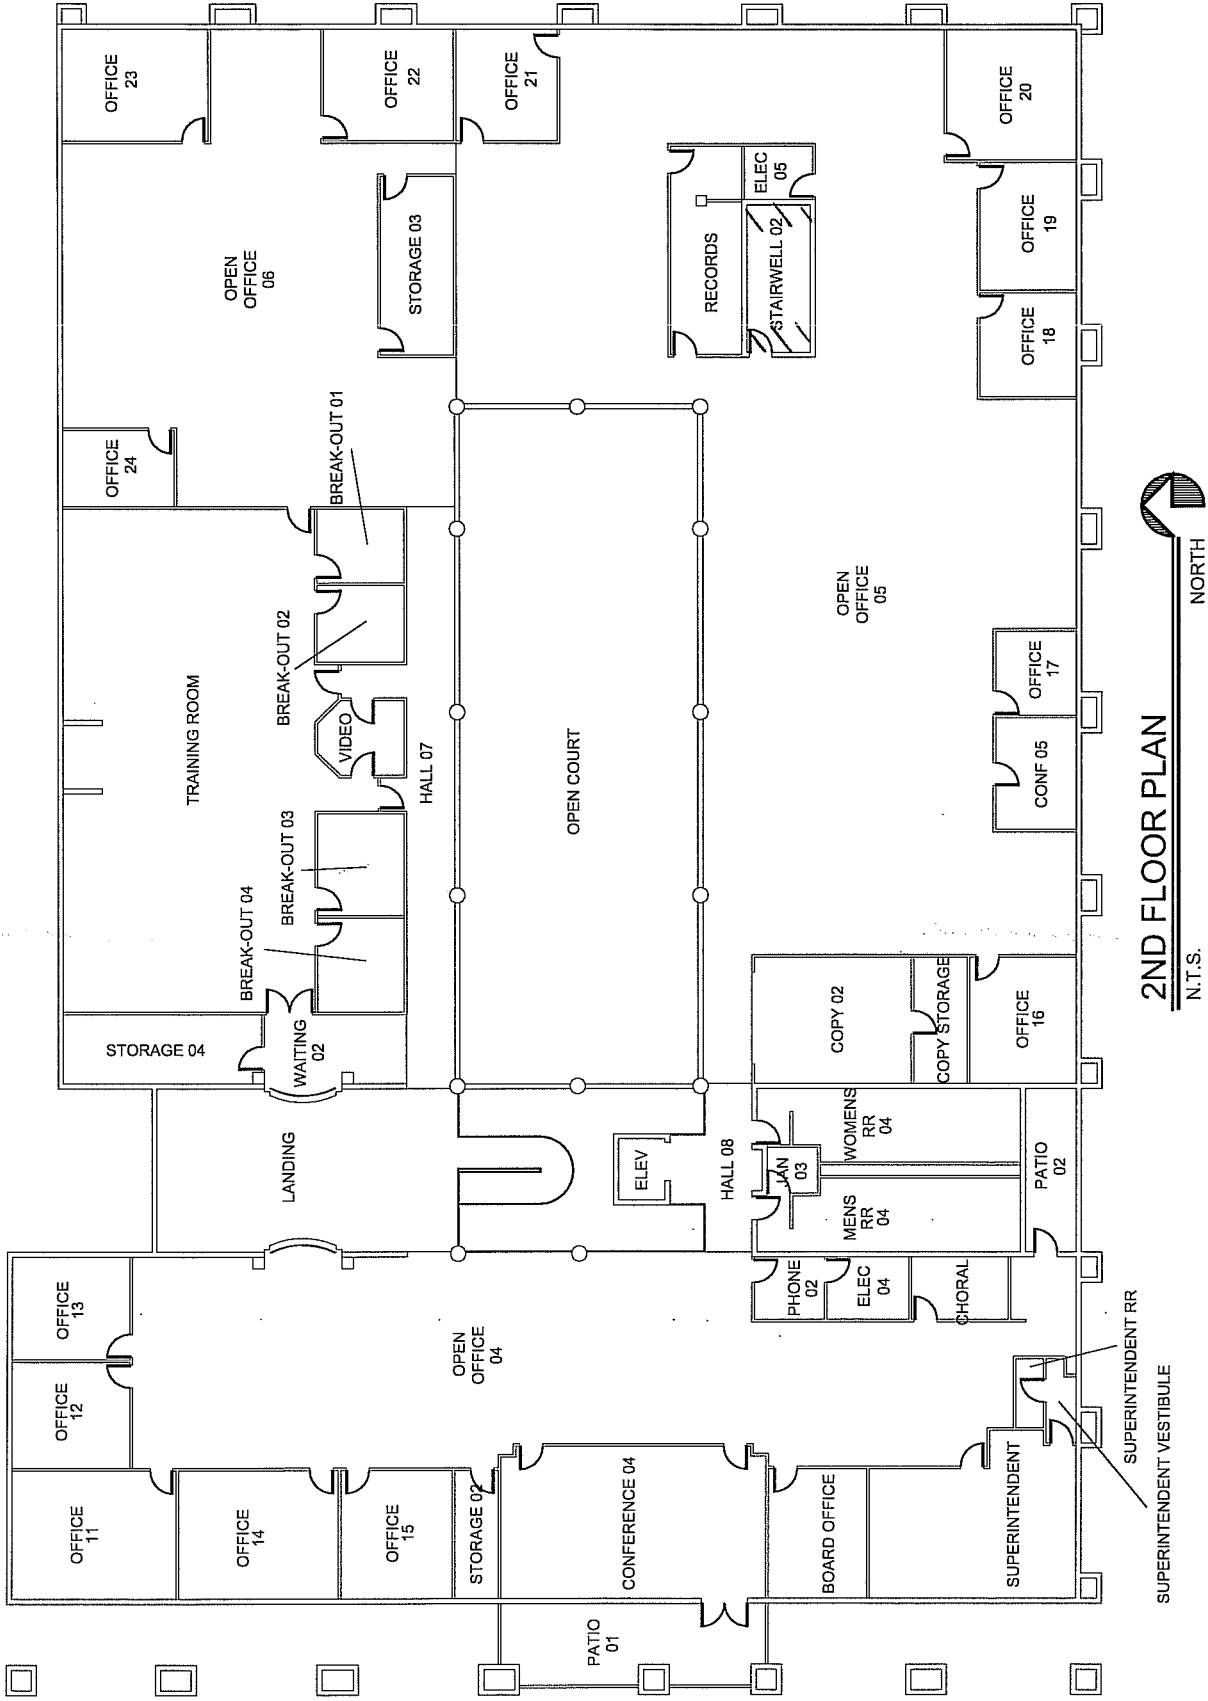 OFFICE
23
OFFICE
22
OFFICE
21
OFFICE
20
OPEN
OFFICE
06
STORAGE 03
RECORDS
ELEC
05
STAIRWELL 02
OFFICE
19
OFFICE
18
OFFICE
24
BREAK-OUT 01
BREAK-OUT 02
TRAINING ROOM
VIDEO
HALL 07
OPEN COURT
OPEN
OFFICE
05
OFFICE
17
CONF 05
BREAK-OUT 03
BREAK-OUT 04
STORAGE 04
WAITING
02
COPY 02
COPY STORAGE
OFFICE
16
LANDING
ELEV
HALL 08
JAN
03
WOMENS
RR
04
MENS
RR
04
PATIO
02
OFFICE
13
OFFICE
12
OPEN
OFFICE
04
PHONE
02
ELEC
04
CHORAL
SUPERINTENDENT RR
SUPERINTENDENT VESTIBULE
OFFICE
11
OFFICE
14
OFFICE
15
STORAGE 02
CONFERENCE 04
BOARD OFFICE
SUPERINTENDENT
PATIO
01
2ND FLOOR PLAN
N.T.S.
NORTH